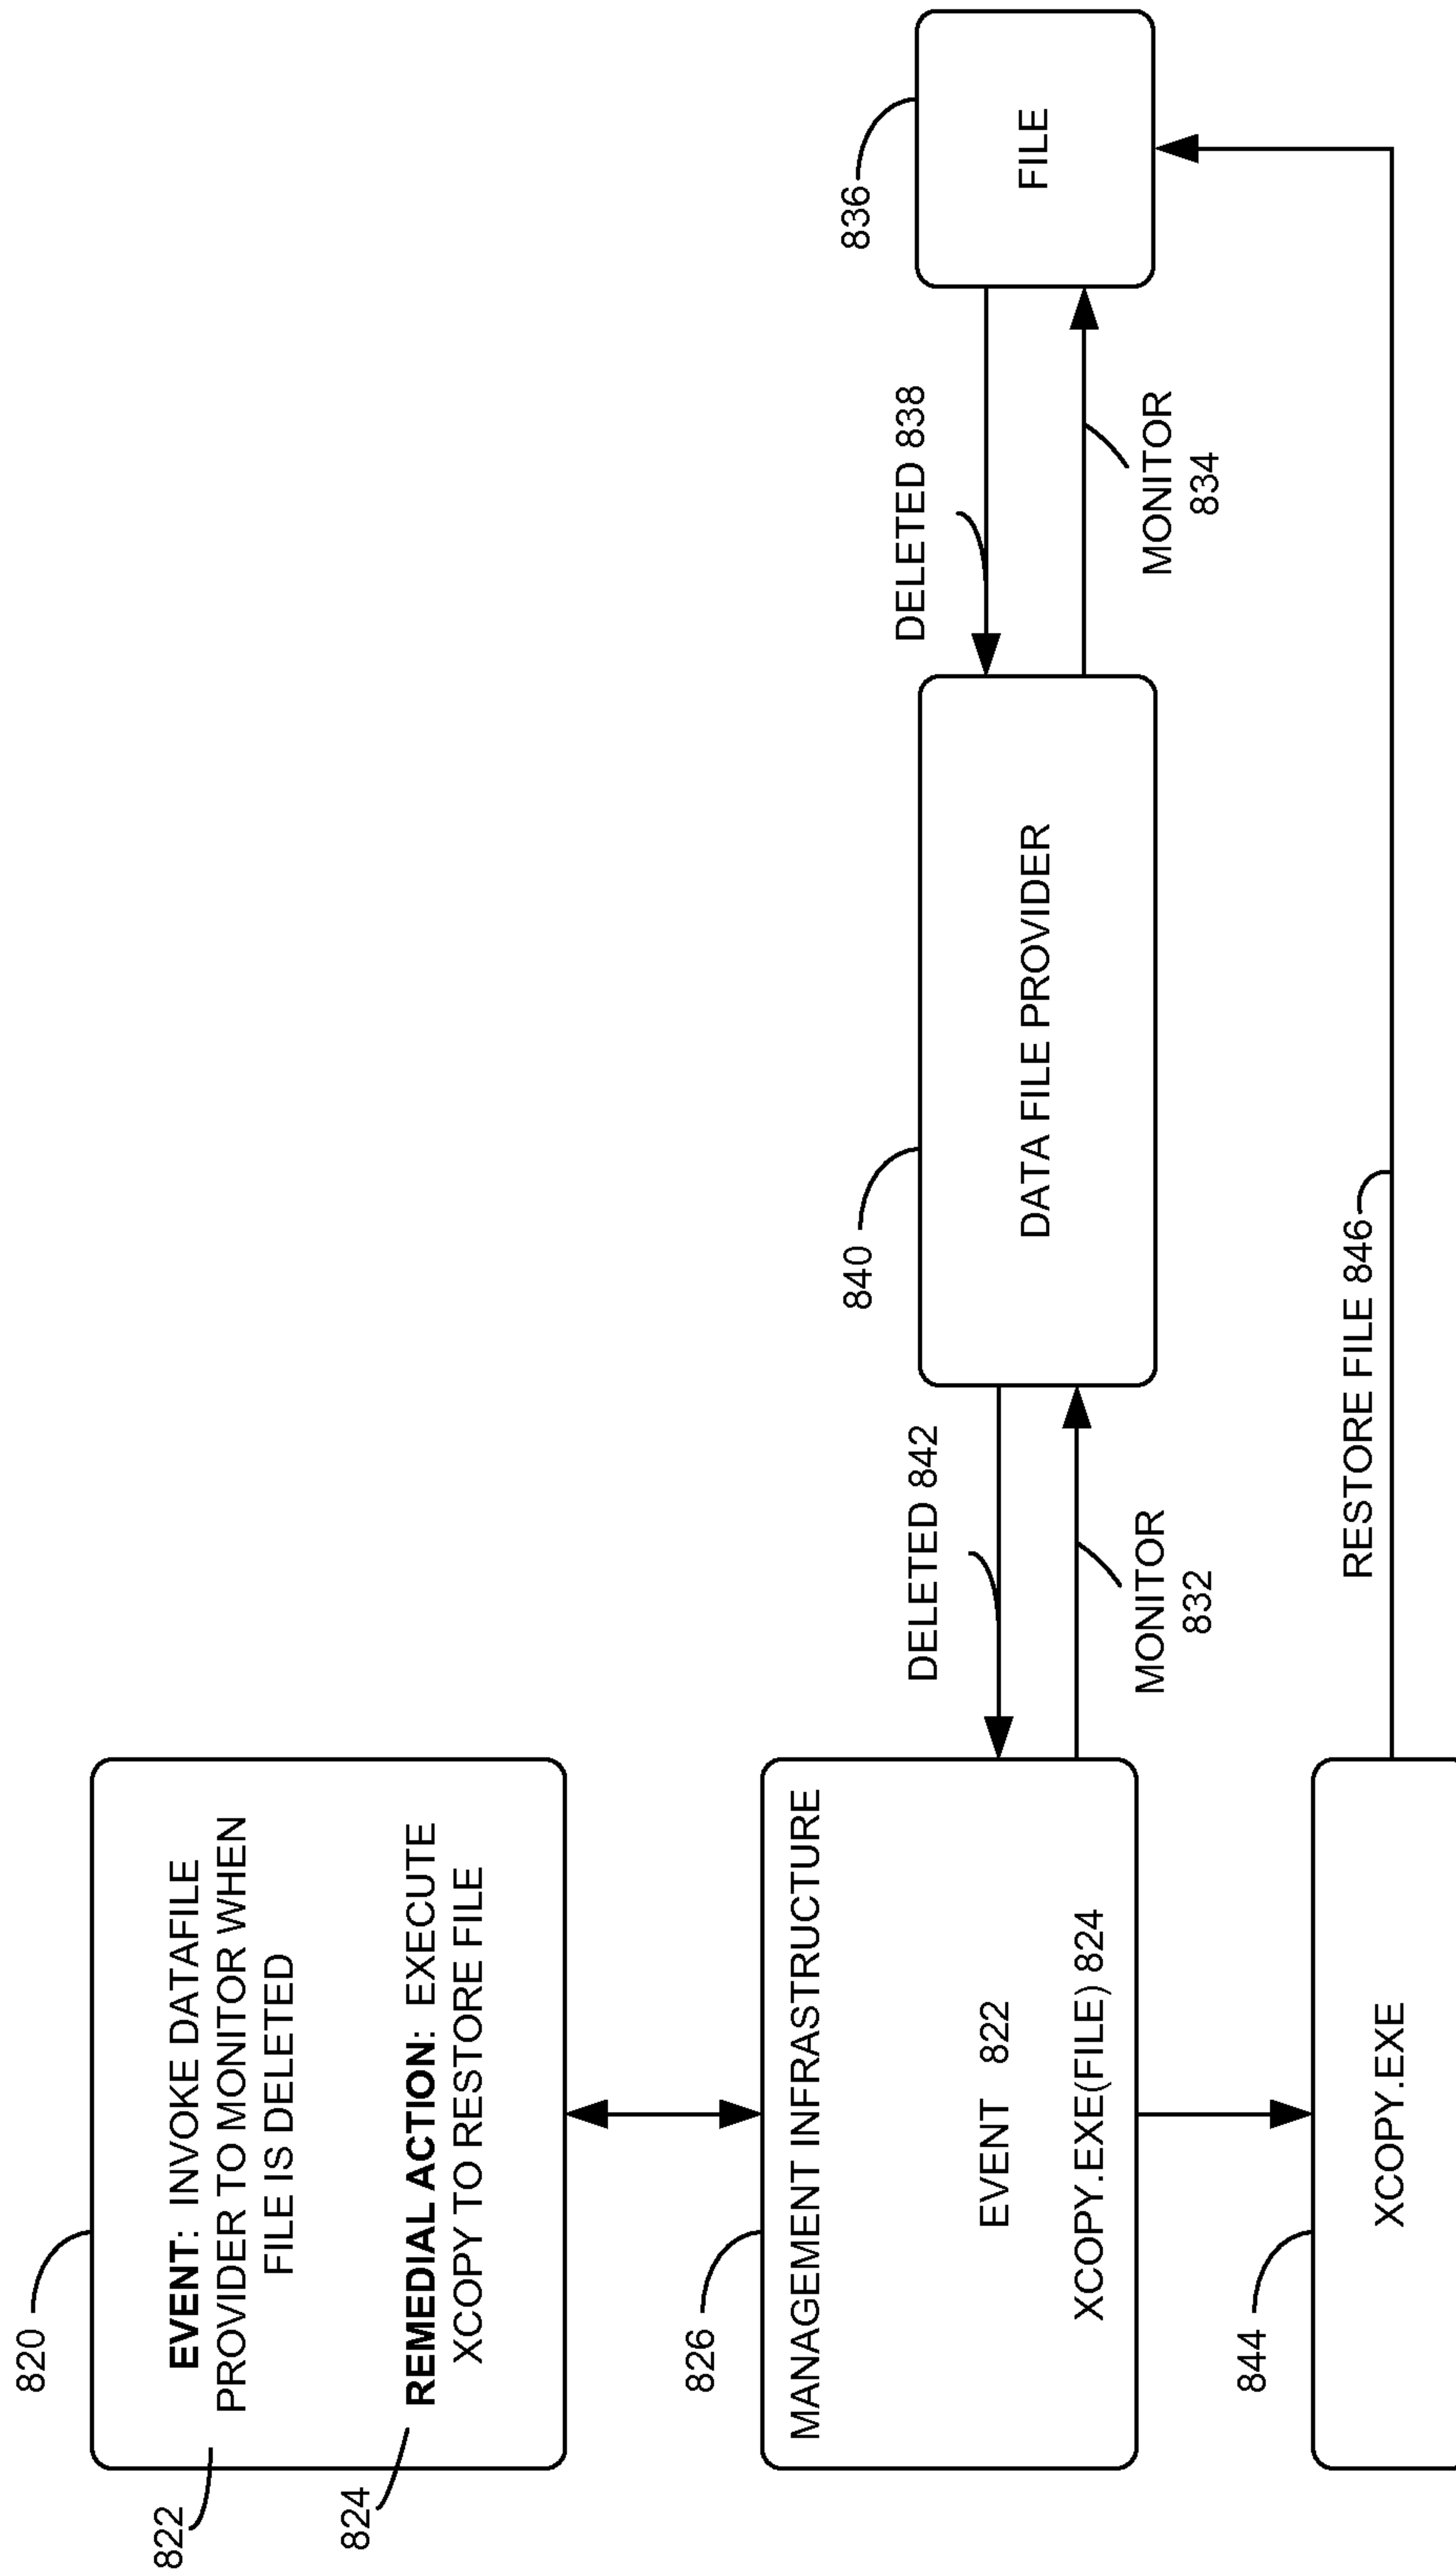 820
822
EVENT: INVOKE DATAFILE
PROVIDER TO MONITOR WHEN
FILE IS DELETED
824
REMEDIAL ACTION: EXECUTE
XCOPY TO RESTORE FILE
826
MANAGEMENT INFRASTRUCTURE
EVENT 822
XCOPY.EXE(FILE) 824
DELETED 842
MONITOR
832
840
DATA FILE PROVIDER
DELETED 838
MONITOR
834
836
FILE
844
XCOPY.EXE
RESTORE FILE 846